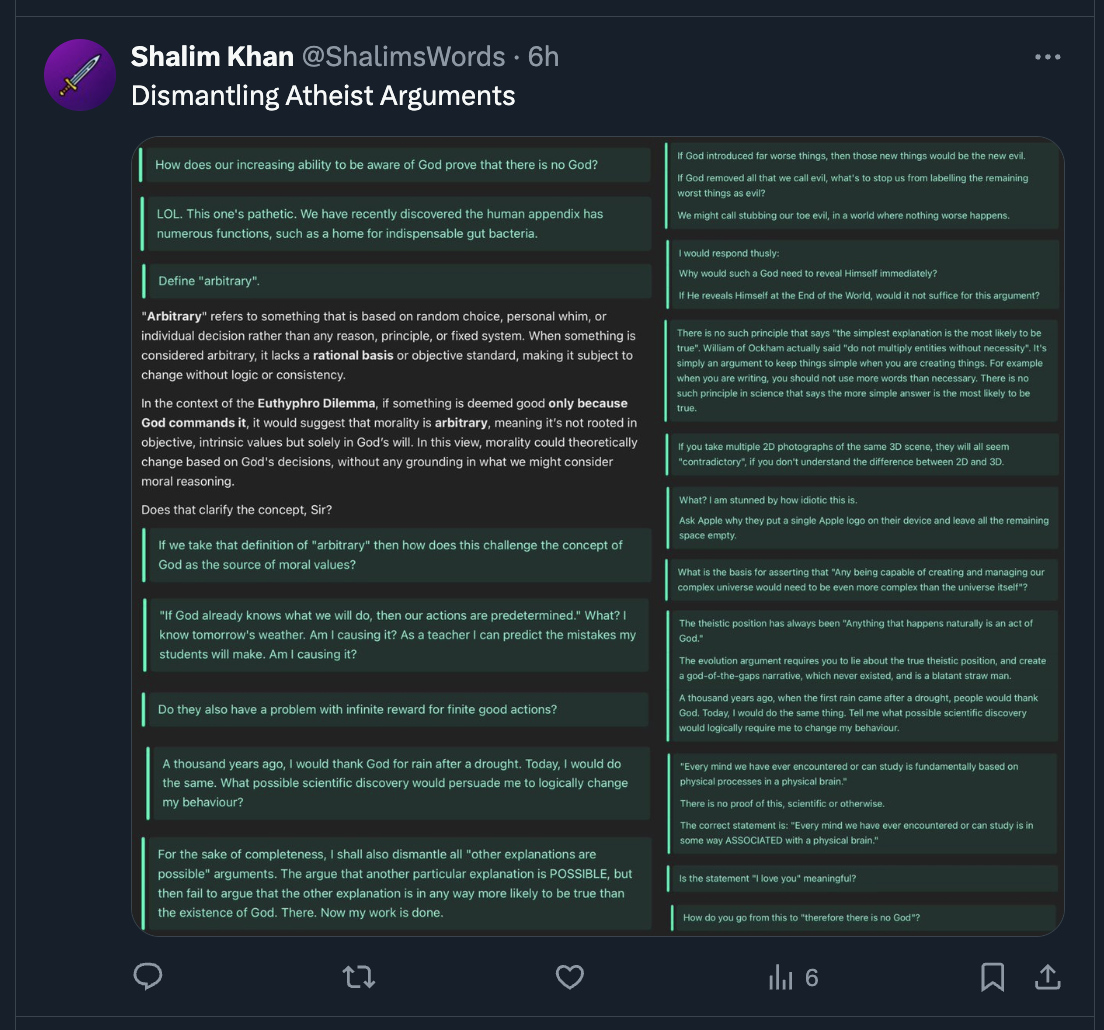 Shalim Khan @ShalimsWords · 6h
Dismantling Atheist Arguments
How does our increasing ability to be aware of God prove that there is no God?
LOL. This one's pathetic. We have recently discovered the human appendix has
numerous functions, such as a home for indispensable gut bacteria.
Define "arbitrary".
"Arbitrary" refers to something that is based on random choice, personal whim, or
individual decision rather than any reason, principle, or fixed system. When something is
considered arbitrary, it lacks a rational basis or objective standard, making it subject to
change without logic or consistency.
In the context of the Euthyphro Dilemma, if something is deemed good only because
God commands it, it would suggest that morality is arbitrary, meaning it's not rooted in
objective, intrinsic values but solely in God's will. In this view, morality could theoretically
change based on God's decisions, without any grounding in what we might consider
moral reasoning.
Does that clarify the concept, Sir?
If we take that definition of "arbitrary" then how does this challenge the concept of
God as the source of moral values?
"If God already knows what we will do, then our actions are predetermined." What? I
know tomorrow's weather. Am I causing it? As a teacher I can predict the mistakes my
students will make. Am I causing it?
Do they also have a problem with infinite reward for finite good actions?
A thousand years ago, I would thank God for rain after a drought. Today, I would do
the same. What possible scientific discovery would persuade me to logically change
my behaviour?
For the sake of completeness, I shall also dismantle all "other explanations are
possible" arguments. The argue that another particular explanation is POSSIBLE, but
then fail to argue that the other explanation is in any way more likely to be true than
the existence of God. There. Now my work is done.
If God introduced far worse things, then those new things would be the new evil.
If God removed all that we call evil, what's to stop us from labelling the remaining
worst things as evil?
We might call stubbing our toe evil, in a world where nothing worse happens.
I would respond thusly:
Why would such a God need to reveal Himself immediately?
If He reveals Himself at the End of the World, would it not suffice for this argument?
There is no such principle that says "the simplest explanation is the most likely to be
true". William of Ockham actually said "do not multiply entities without necessity". It's
simply an argument to keep things simple when you are creating things. For example
when you are writing, you should not use more words than necessary. There is no
such principle in science that says the more simple answer is the most likely to be
true.
If you take multiple 2D photographs of the same 3D scene, they will all seem
"contradictory", if you don't understand the difference between 2D and 3D.
What? I am stunned by how idiotic this is.
Ask Apple why they put a single Apple logo on their device and leave all the remaining
space empty.
What is the basis for asserting that "Any being capable of creating and managing our
complex universe would need to be even more complex than the universe itself"?
The theistic position has always been "Anything that happens naturally is an act of
God."
The evolution argument requires you to lie about the true theistic position, and create
a god-of-the-gaps narrative, which never existed, and is a blatant straw man.
A thousand years ago, when the first rain came after a drought, people would thank
God. Today, I would do the same thing. Tell me what possible scientific discovery
would logically require me to change my behaviour.
"Every mind we have ever encountered or can study is fundamentally based on
physical processes in a physical brain."
There is no proof of this, scientific or otherwise.
The correct statement is: "Every mind we have ever encountered or can study is in
some way ASSOCIATED with a physical brain."
Is the statement "I love you" meaningful?
How do you go from this to "therefore there is no God"?
6